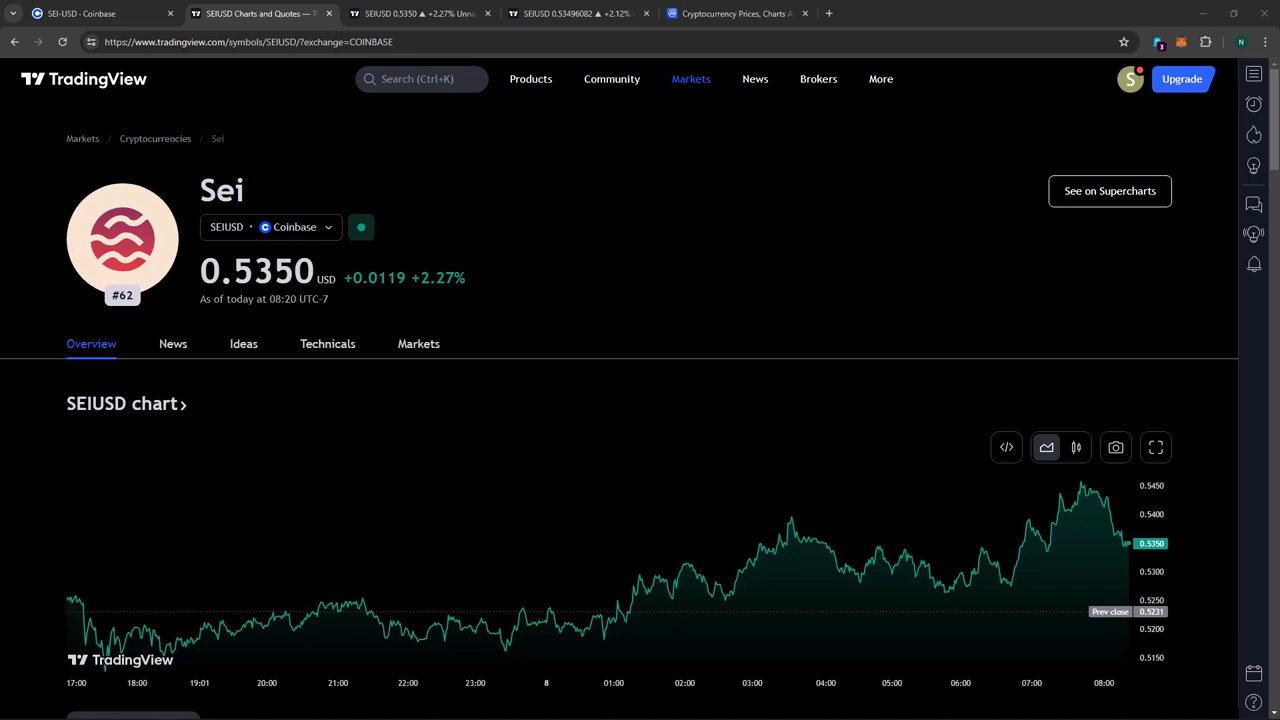 SEI-USD - Coinbase
SEIUSD Charts and Quotes — T
SEIUSD 0.5350 ▲ +2.27% Unna
SEIUSD 0.53496082 ▲ +2.12%
Cryptocurrency Prices, Charts A
https://www.tradingview.com/symbols/SEIUSD/?exchange=COINBASE
3
N
TradingView
Search (Ctrl+K)
Products
Community
Markets
News
Brokers
More
S
Upgrade
Markets / Cryptocurrencies / Sei
Sei
See on Supercharts
SEIUSD • Coinbase
0.5350 USD +0.0119 +2.27%
#62
As of today at 08:20 UTC-7
Overview
News
Ideas
Technicals
Markets
SEIUSD chart
0.5450
0.5400
0.5350
0.5300
0.5250
Prev close 0.5231
0.5200
0.5150
TradingView
17:00 18:00 19:01 20:00 21:00 22:00 23:00 8 01:00 02:00 03:00 04:00 05:00 06:00 07:00 08:00